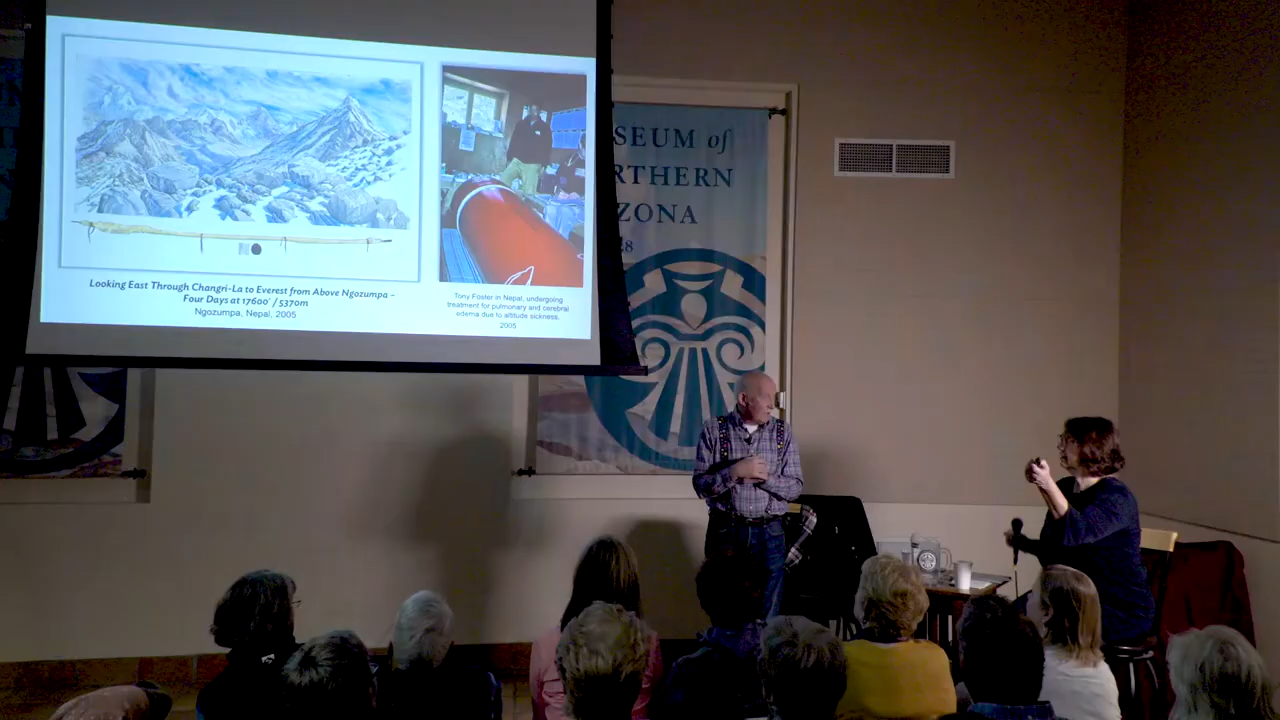 Looking East Through Changri-La to Everest from Above Ngozumpa –
Four Days at 17600' / 5370m
Ngozumpa, Nepal, 2005
Tony Foster in Nepal, undergoing
treatment for pulmonary and cerebral
edema due to altitude sickness.
2005
SEUM of
RTHERN
ZONA
28